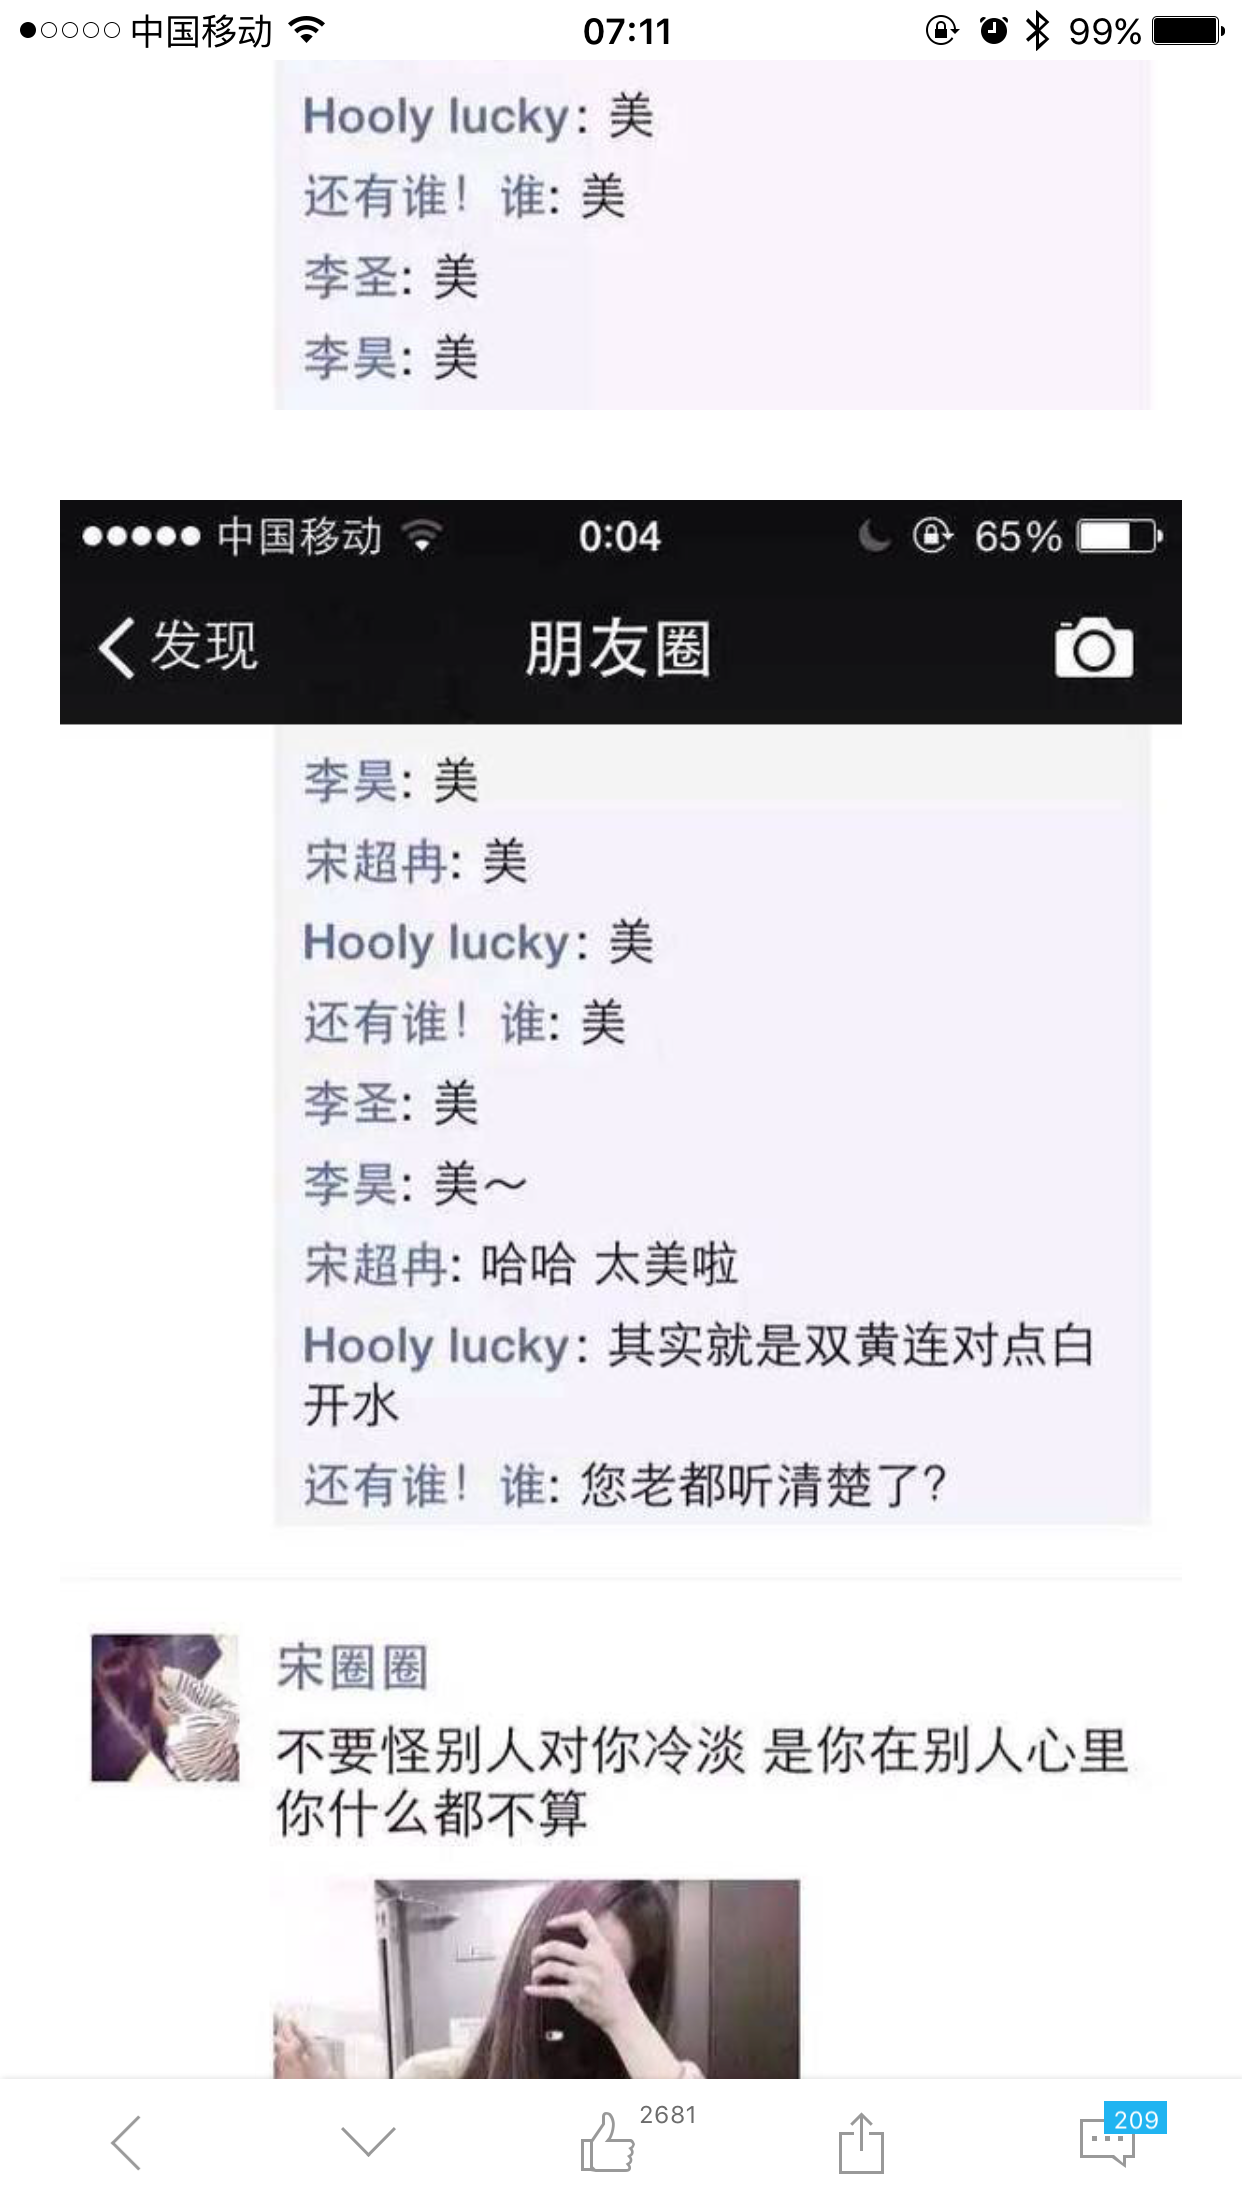 中国移动 07:11 99%
Hooly lucky: 美
还有谁！谁: 美
李圣: 美
李昊: 美
中国移动 0:04 65%
发现 朋友圈
李昊: 美
宋超冉: 美
Hooly lucky: 美
还有谁！谁: 美
李圣: 美
李昊: 美～
宋超冉: 哈哈 太美啦
Hooly lucky: 其实就是双黄连对点白
开水
还有谁！谁: 您老都听清楚了？
宋圈圈
不要怪别人对你冷淡 是你在别人心里
你什么都不算
2681
209